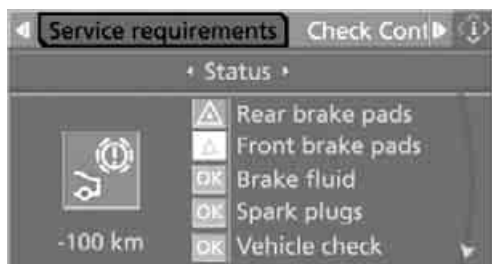 Service requirements Check Cont
Status
Rear brake pads
Front brake pads
OK Brake fluid
OK Spark plugs
-100 km
OK Vehicle check